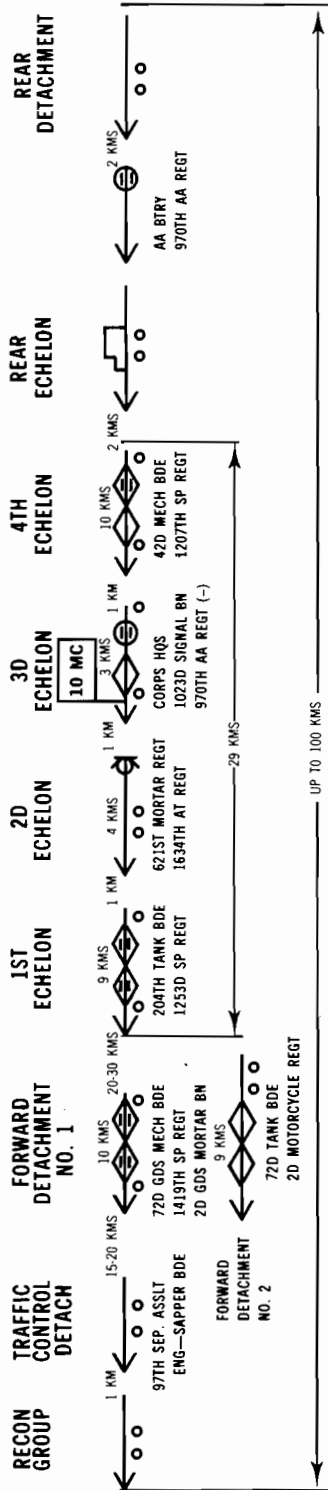 RECON
GROUP
1 KM
TRAFFIC
CONTROL
DETACH
97TH SEP. ASSLT
ENG—SAPPER BDE
15-20 KMS
FORWARD
DETACHMENT
NO. 1
10 KMS
72D GDS MECH BDE
1419TH SP REGT
2D GDS MORTAR BN
FORWARD
DETACHMENT
NO. 2
9 KMS
72D TANK BDE
2D MOTORCYCLE REGT
20-30 KMS
1ST
ECHELON
9 KMS
204TH TANK BDE
1253D SP REGT
1 KM
2D
ECHELON
4 KMS
621ST MORTAR REGT
1634TH AT REGT
1 KM
3D
ECHELON
10 MC
3 KMS
CORPS HQS
1023D SIGNAL BN
970TH AA REGT (-)
1 KM
4TH
ECHELON
10 KMS
42D MECH BDE
1207TH SP REGT
2 KMS
REAR
ECHELON
AA BTRY
970TH AA REGT
2 KMS
REAR
DETACHMENT
29 KMS
UP TO 100 KMS